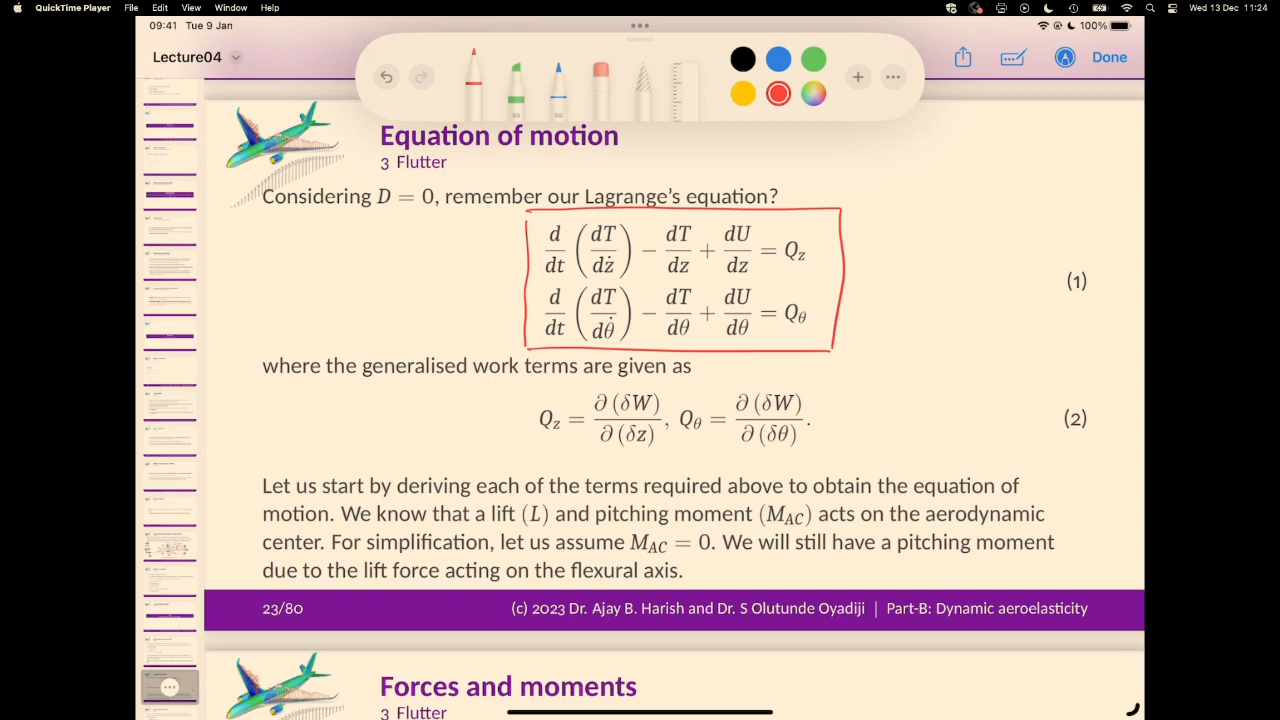 QuickTime Player File Edit View Window Help Wed 13 Dec 11:24
09:41 Tue 9 Jan 100%
Lecture04 Done
60 50
Equation of motion
3 Flutter
Considering D = 0, remember our Lagrange's equation?
d/dt (dT/dż) − dT/dz + dU/dz = Q_z
d/dt (dT/dθ̇) − dT/dθ + dU/dθ = Q_θ
(1)
where the generalised work terms are given as
Q_z = ∂(δW)/∂(δz), Q_θ = ∂(δW)/∂(δθ). (2)
Let us start by deriving each of the terms required above to obtain the equation of
motion. We know that a lift (L) and pitching moment (M_AC) acts on the aerodynamic
center. For simplification, let us assume M_AC = 0. We will still have a pitching moment
due to the lift force acting on the flexural axis.
23/80 (c) 2023 Dr. Ajay B. Harish and Dr. S Olutunde Oyadiji | Part-B: Dynamic aeroelasticity
Forces and moments
3 Flutter